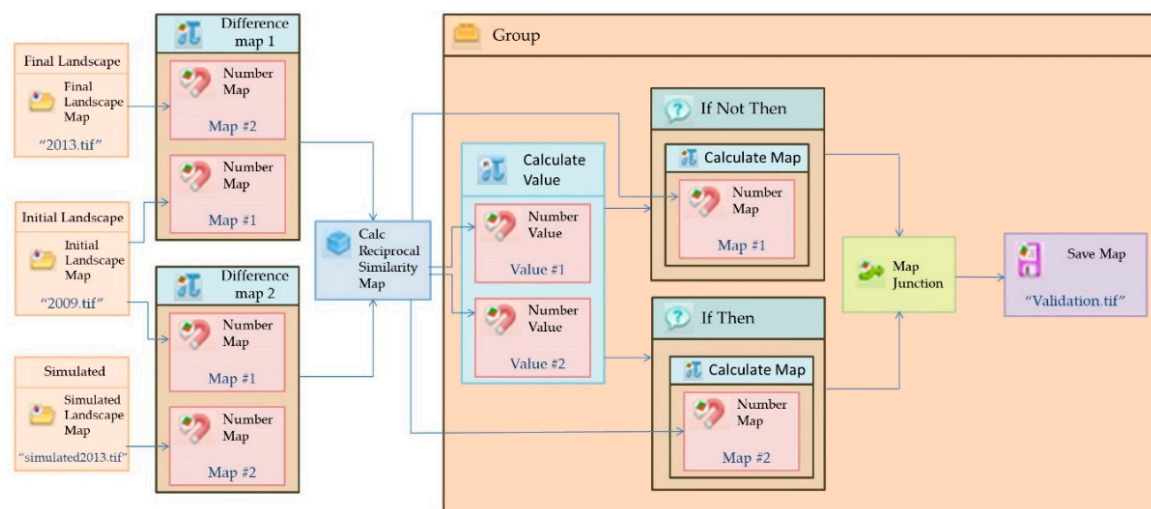 Final Landscape
Final
Landscape
Map
"2013.tif"
Initial Landscape
Initial
Landscape
Map
"2009.tif"
Simulated
Simulated
Landscape
Map
"simulated2013.tif"
Difference
map 1
Number
Map
Map #2
Number
Map
Map #1
Difference
map 2
Number
Map
Map #1
Number
Map
Map #2
Calc
Reciprocal
Similarity
Map
Group
Calculate
Value
Number
Value
Value #1
Number
Value
Value #2
If Not Then
Calculate Map
Number
Map
Map #1
If Then
Calculate Map
Number
Map
Map #2
Map
Junction
Save Map
"Validation.tif"